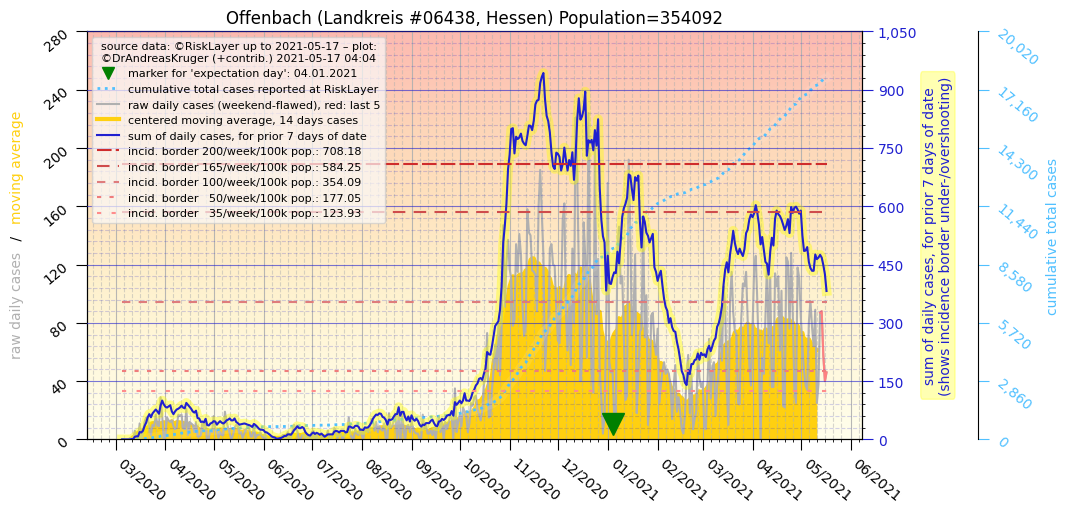 Offenbach (Landkreis #06438, Hessen) Population=354092
source data: ©RiskLayer up to 2021-05-17 – plot:
©DrAndreasKruger (+contrib.) 2021-05-17 04:04
marker for 'expectation day': 04.01.2021
cumulative total cases reported at RiskLayer
raw daily cases (weekend-flawed), red: last 5
centered moving average, 14 days cases
sum of daily cases, for prior 7 days of date
incid. border 200/week/100k pop.: 708.18
incid. border 165/week/100k pop.: 584.25
incid. border 100/week/100k pop.: 354.09
incid. border 50/week/100k pop.: 177.05
incid. border 35/week/100k pop.: 123.93
raw daily cases / moving average
280
240
200
160
120
80
40
0
03/2020
04/2020
05/2020
06/2020
07/2020
08/2020
09/2020
10/2020
11/2020
12/2020
01/2021
02/2021
03/2021
04/2021
05/2021
06/2021
1,050
900
750
600
450
300
150
0
sum of daily cases, for prior 7 days of date
(shows incidence border under-/overshooting)
20,020
17,160
14,300
11,440
8,580
5,720
2,860
0
cumulative total cases